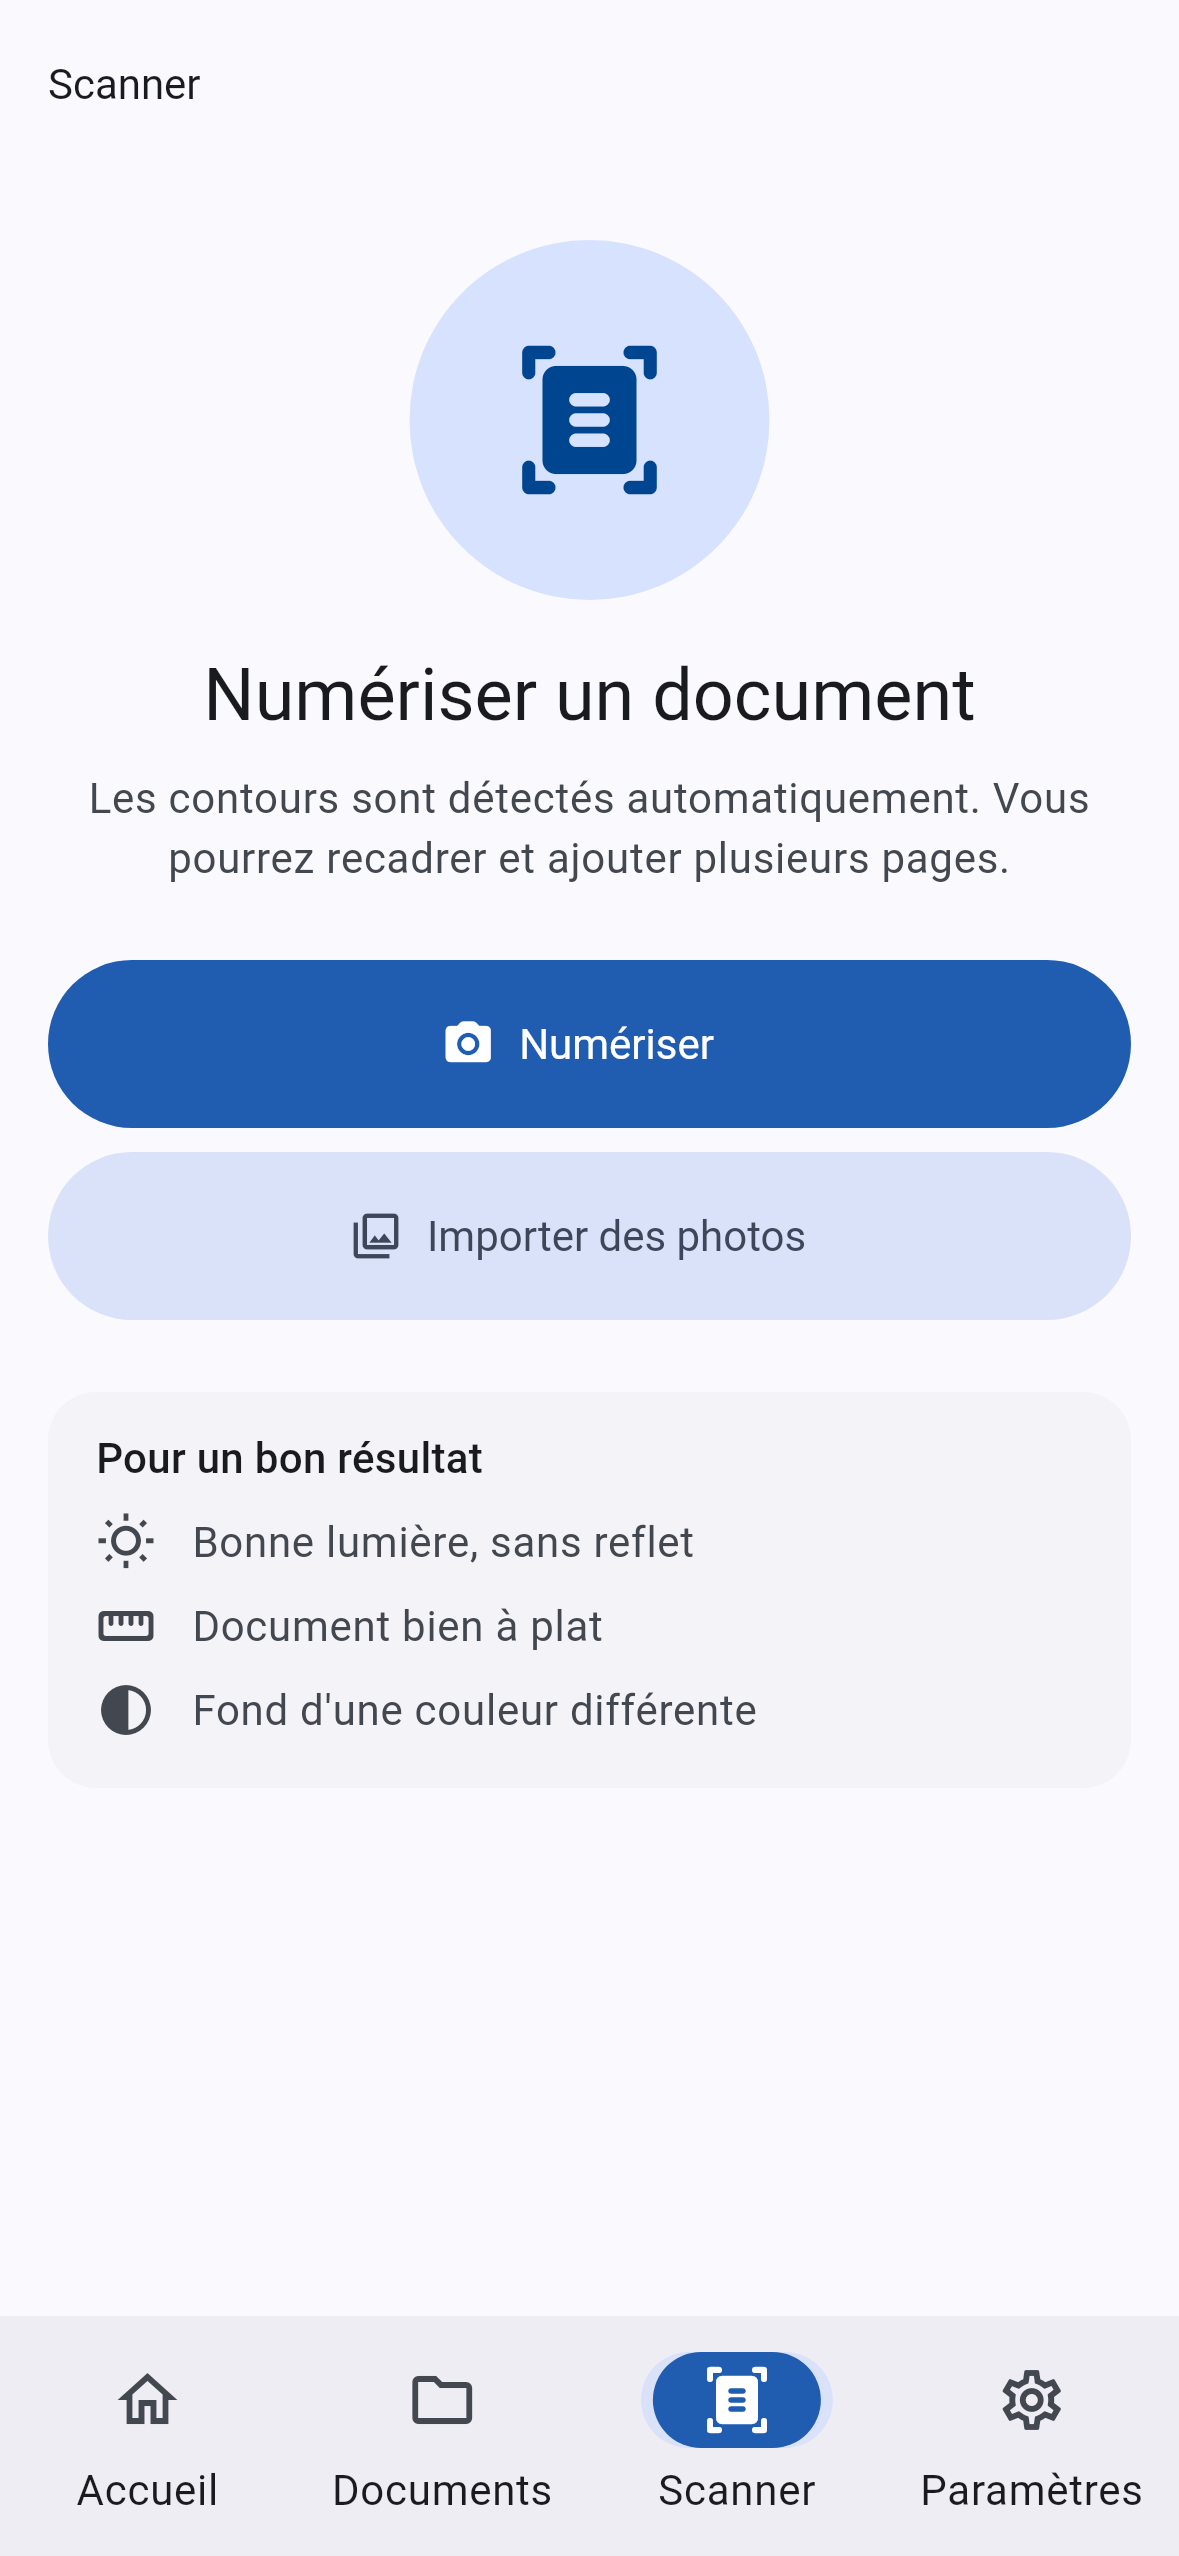 Scanner
Numériser un document
Les contours sont détectés automatiquement. Vous
pourrez recadrer et ajouter plusieurs pages.
Numériser
Importer des photos
Pour un bon résultat
Bonne lumière, sans reflet
Document bien à plat
Fond d'une couleur différente
Accueil
Documents
Scanner
Paramètres